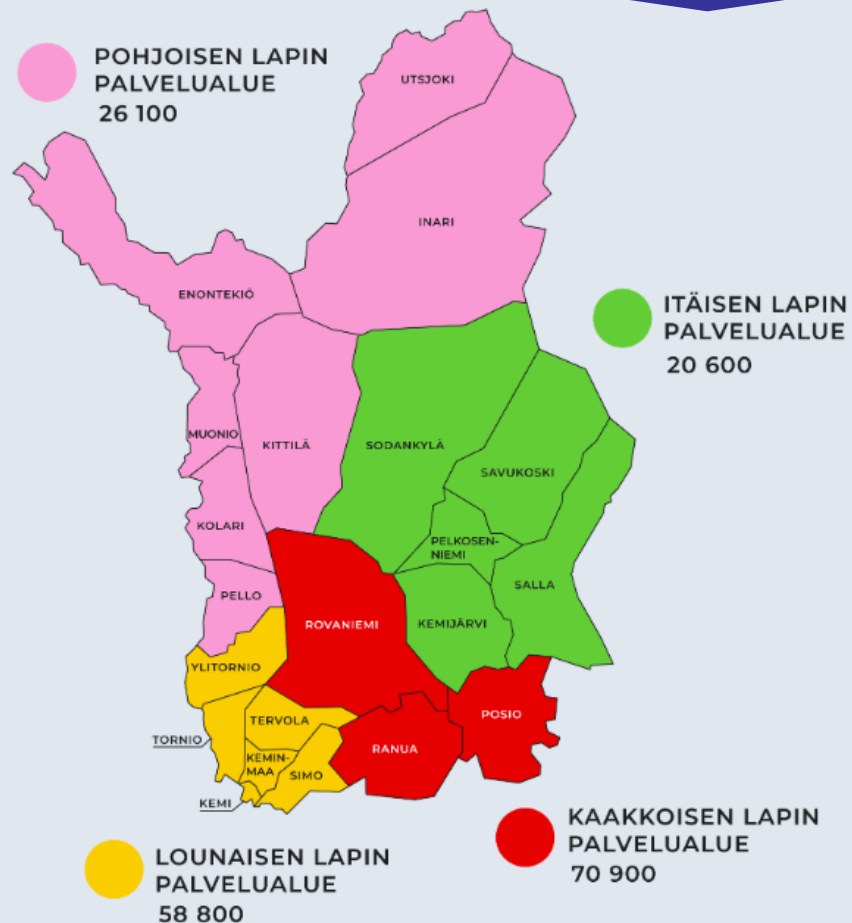 POHJOISEN LAPIN
PALVELUALUE
26 100
UTSJOKI
INARI
ENONTEKIÖ
ITÄISEN LAPIN
PALVELUALUE
20 600
MUONIO
KITTILÄ
SODANKYLÄ
SAVUKOSKI
KOLARI
PELKOSEN-
NIEMI
SALLA
PELLO
ROVANIEMI
KEMIJÄRVI
YLITORNIO
TERVOLA
POSIO
TORNIO
RANUA
KEMIN-
MAA
SIMO
KEMI
KAAKKOISEN LAPIN
PALVELUALUE
70 900
LOUNAISEN LAPIN
PALVELUALUE
58 800